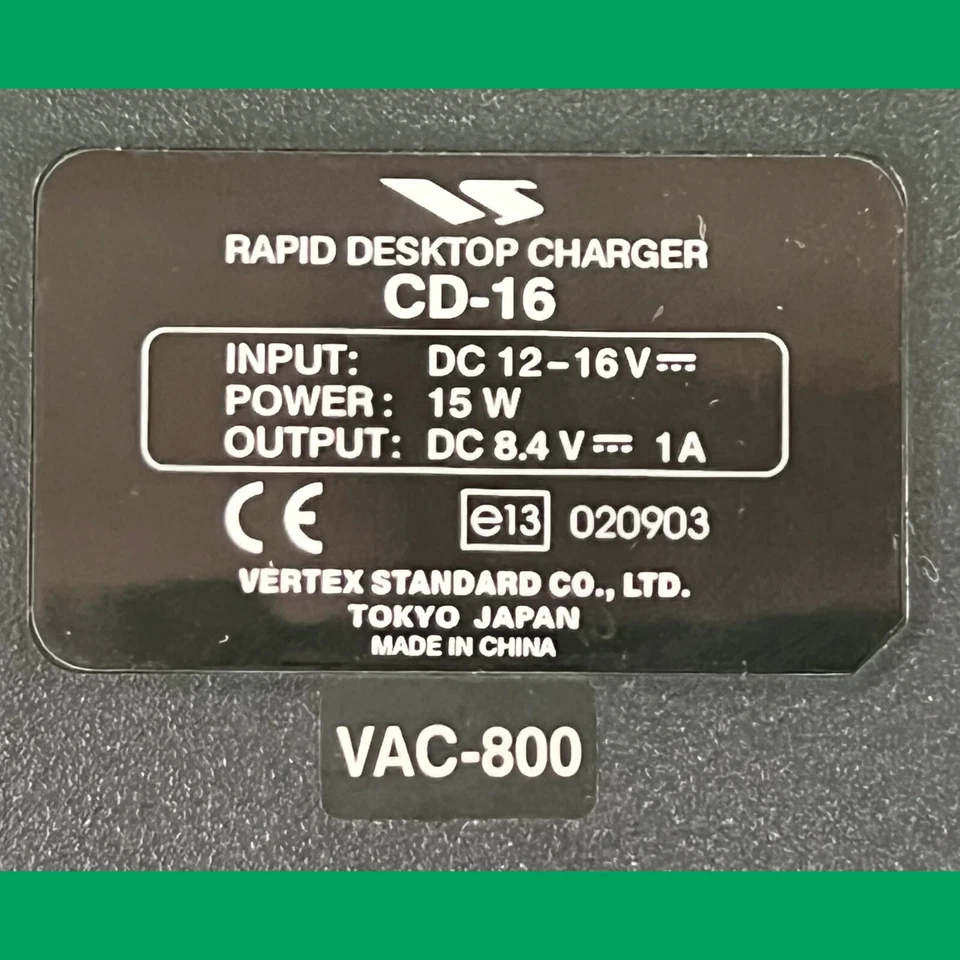 VS
RAPID DESKTOP CHARGER
CD-16
INPUT: DC 12-16 V
POWER: 15 W
OUTPUT: DC 8.4 V 1A
CE e13 020903
VERTEX STANDARD CO., LTD.
TOKYO JAPAN
MADE IN CHINA
VAC-800